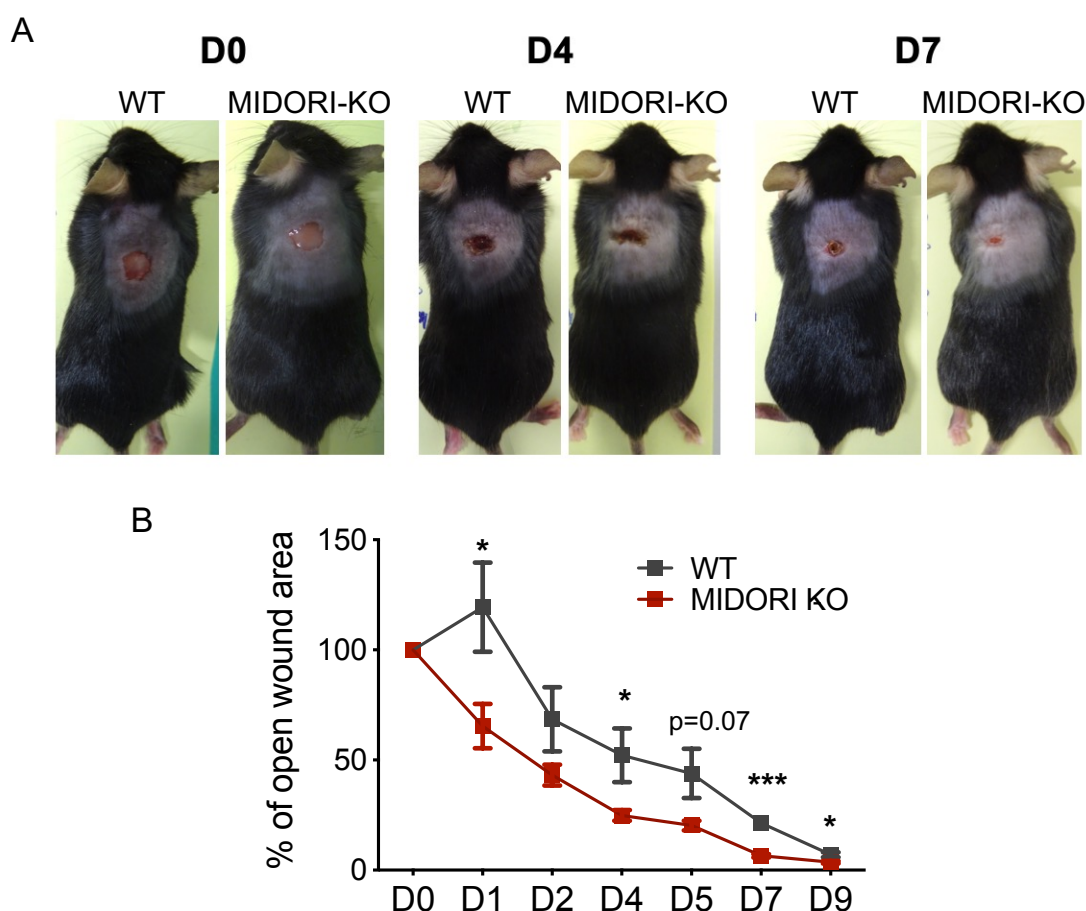 A
D0 D4 D7
WT MIDORI-KO WT MIDORI-KO WT MIDORI-KO
B
% of open wound area
150
100
50
0
* * p=0.07 *** *
WT
MIDORI KO
D0 D1 D2 D4 D5 D7 D9